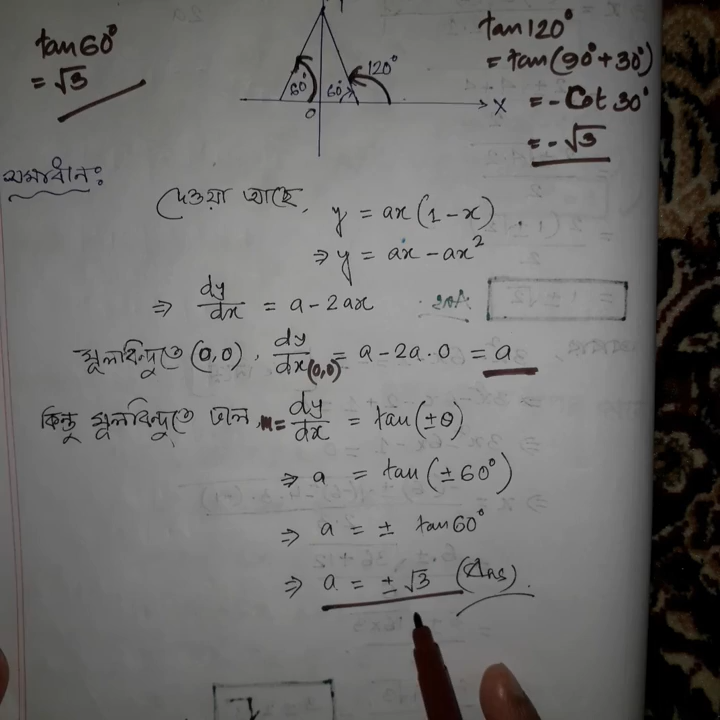 tan60°
= √3
60°
60°
120°
O
X
tan120°
= tan(90°+30°)
= -Cot 30°
= -√3
সমাধান:
দেওয়া আছে, y = ax(1-x)
⇒ y = ax - ax²
⇒ dy/dx = a - 2ax
মূলবিন্দুতে (0,0), dy/dx(0,0) = a - 2a·0 = a
কিন্তু মূলবিন্দুতে ঢাল, m = dy/dx = tan(±θ)
⇒ a = tan(±60°)
⇒ a = ± tan60°
⇒ a = ±√3 (Ans).